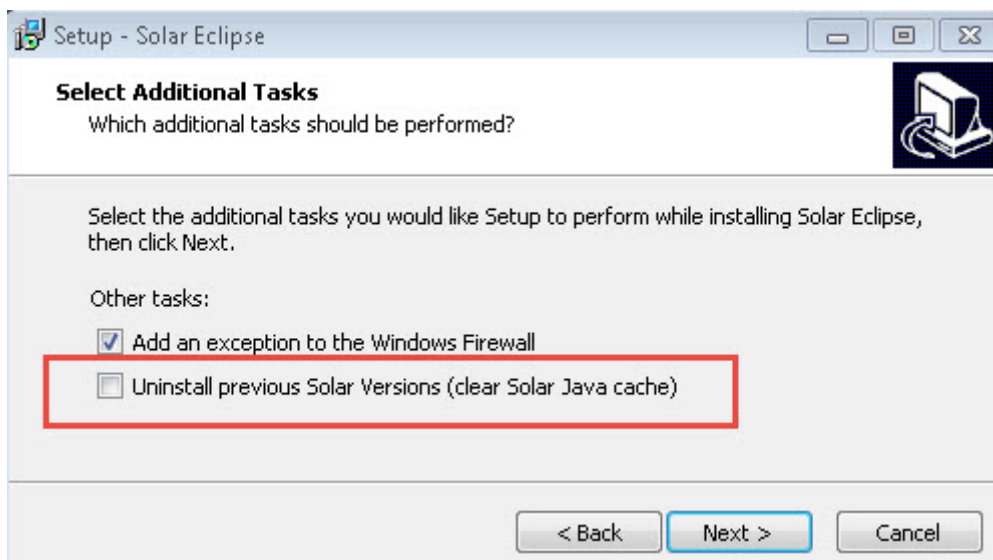 Setup - Solar Eclipse
Select Additional Tasks
Which additional tasks should be performed?
Select the additional tasks you would like Setup to perform while installing Solar Eclipse,
then click Next.
Other tasks:
Add an exception to the Windows Firewall
Uninstall previous Solar Versions (clear Solar Java cache)
< Back Next > Cancel